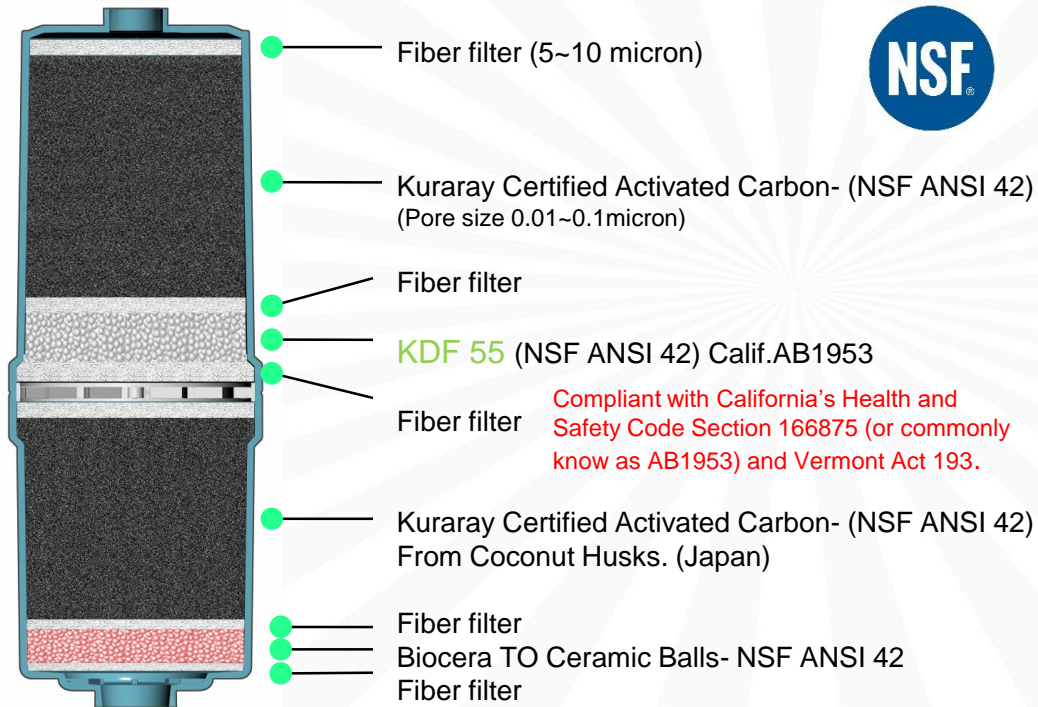 Fiber filter (5~10 micron)
NSF®
Kuraray Certified Activated Carbon- (NSF ANSI 42)
(Pore size 0.01~0.1micron)
Fiber filter
KDF 55 (NSF ANSI 42) Calif.AB1953
Fiber filter
Compliant with California's Health and
Safety Code Section 166875 (or commonly
know as AB1953) and Vermont Act 193.
Kuraray Certified Activated Carbon- (NSF ANSI 42)
From Coconut Husks. (Japan)
Fiber filter
Biocera TO Ceramic Balls- NSF ANSI 42
Fiber filter